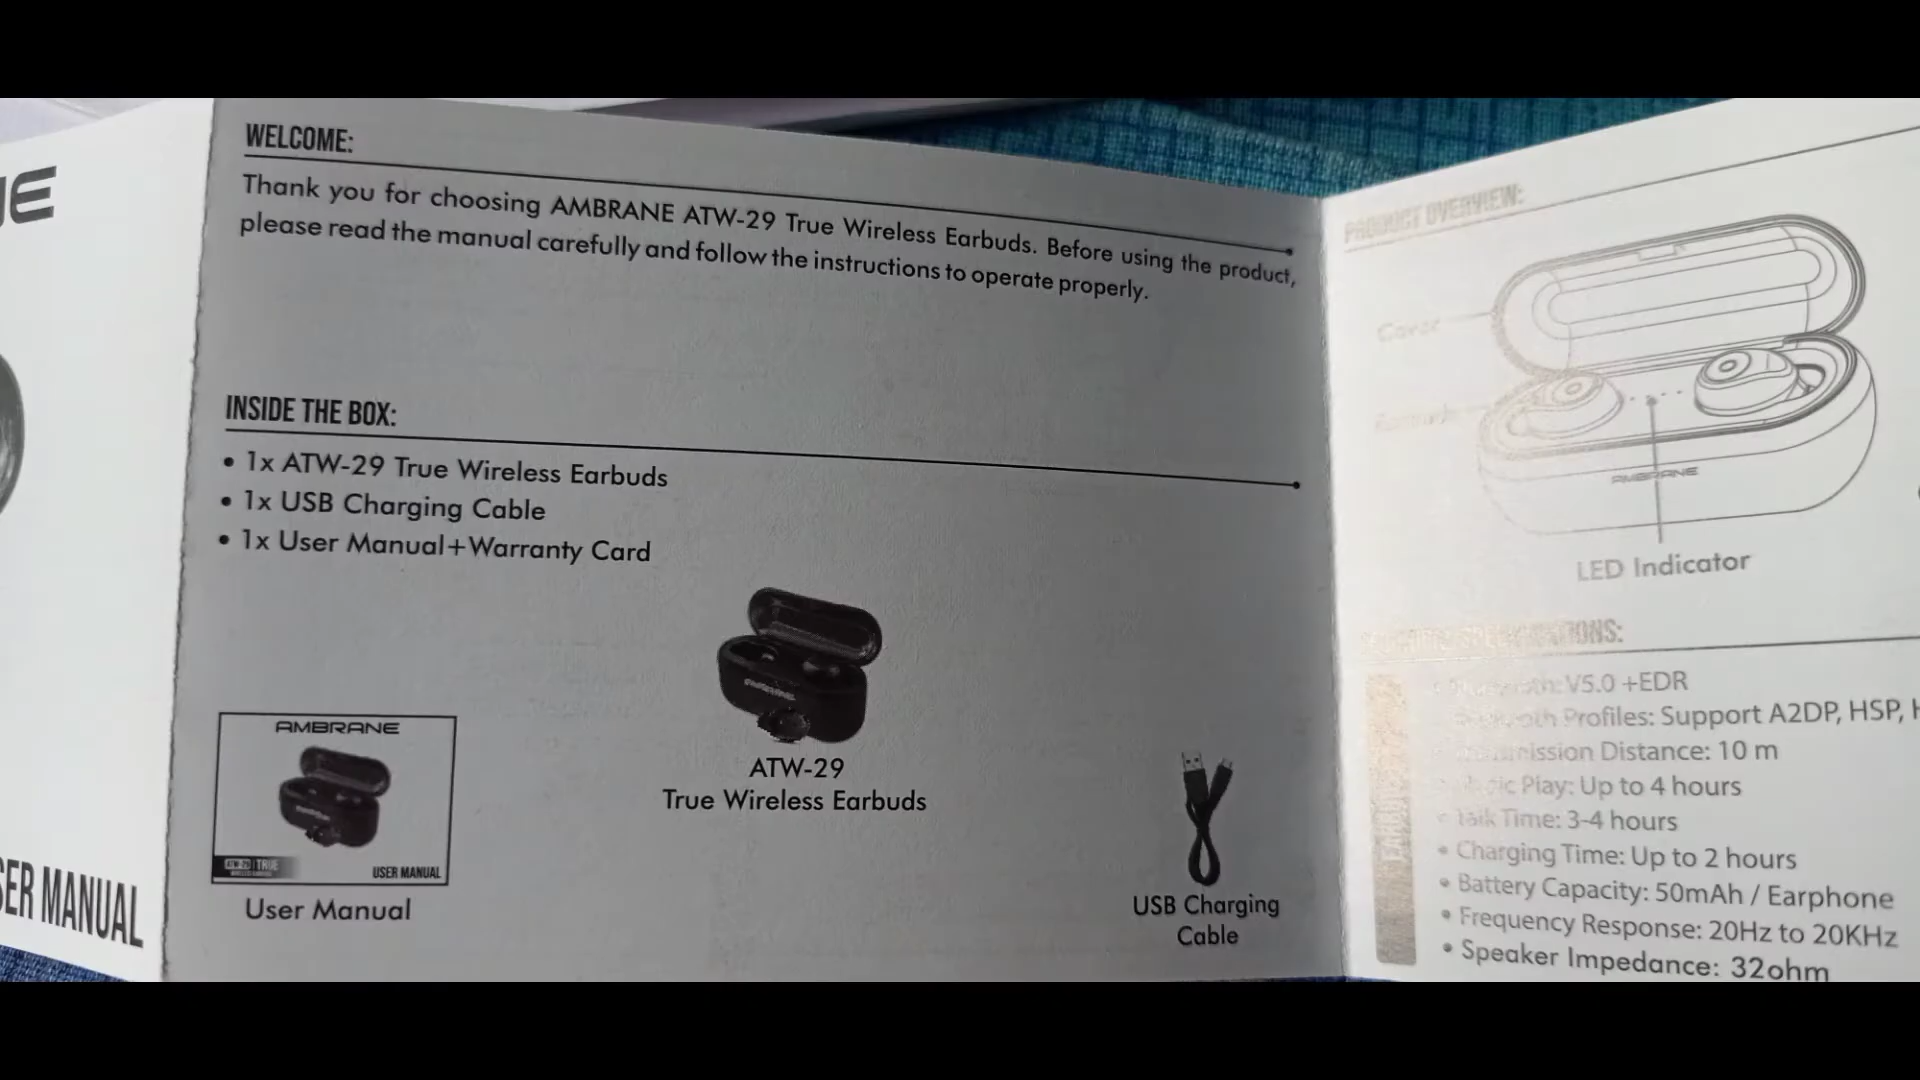 WELCOME:
Thank you for choosing AMBRANE ATW-29 True Wireless Earbuds. Before using the product,
please read the manual carefully and follow the instructions to operate properly.
INSIDE THE BOX:
• 1x ATW-29 True Wireless Earbuds
• 1x USB Charging Cable
• 1x User Manual+Warranty Card
AMBRANE
USER MANUAL
User Manual
ATW-29
True Wireless Earbuds
USB Charging
Cable
MANUAL
PRODUCT OVERVIEW:
Cover
AMBRANE
LED Indicator
V5.0 +EDR
Profiles: Support A2DP, HSP,
Distance: 10 m
Play: Up to 4 hours
• Talk Time: 3-4 hours
• Charging Time: Up to 2 hours
• Battery Capacity: 50mAh / Earphone
• Frequency Response: 20Hz to 20KHz
• Speaker Impedance: 32ohm